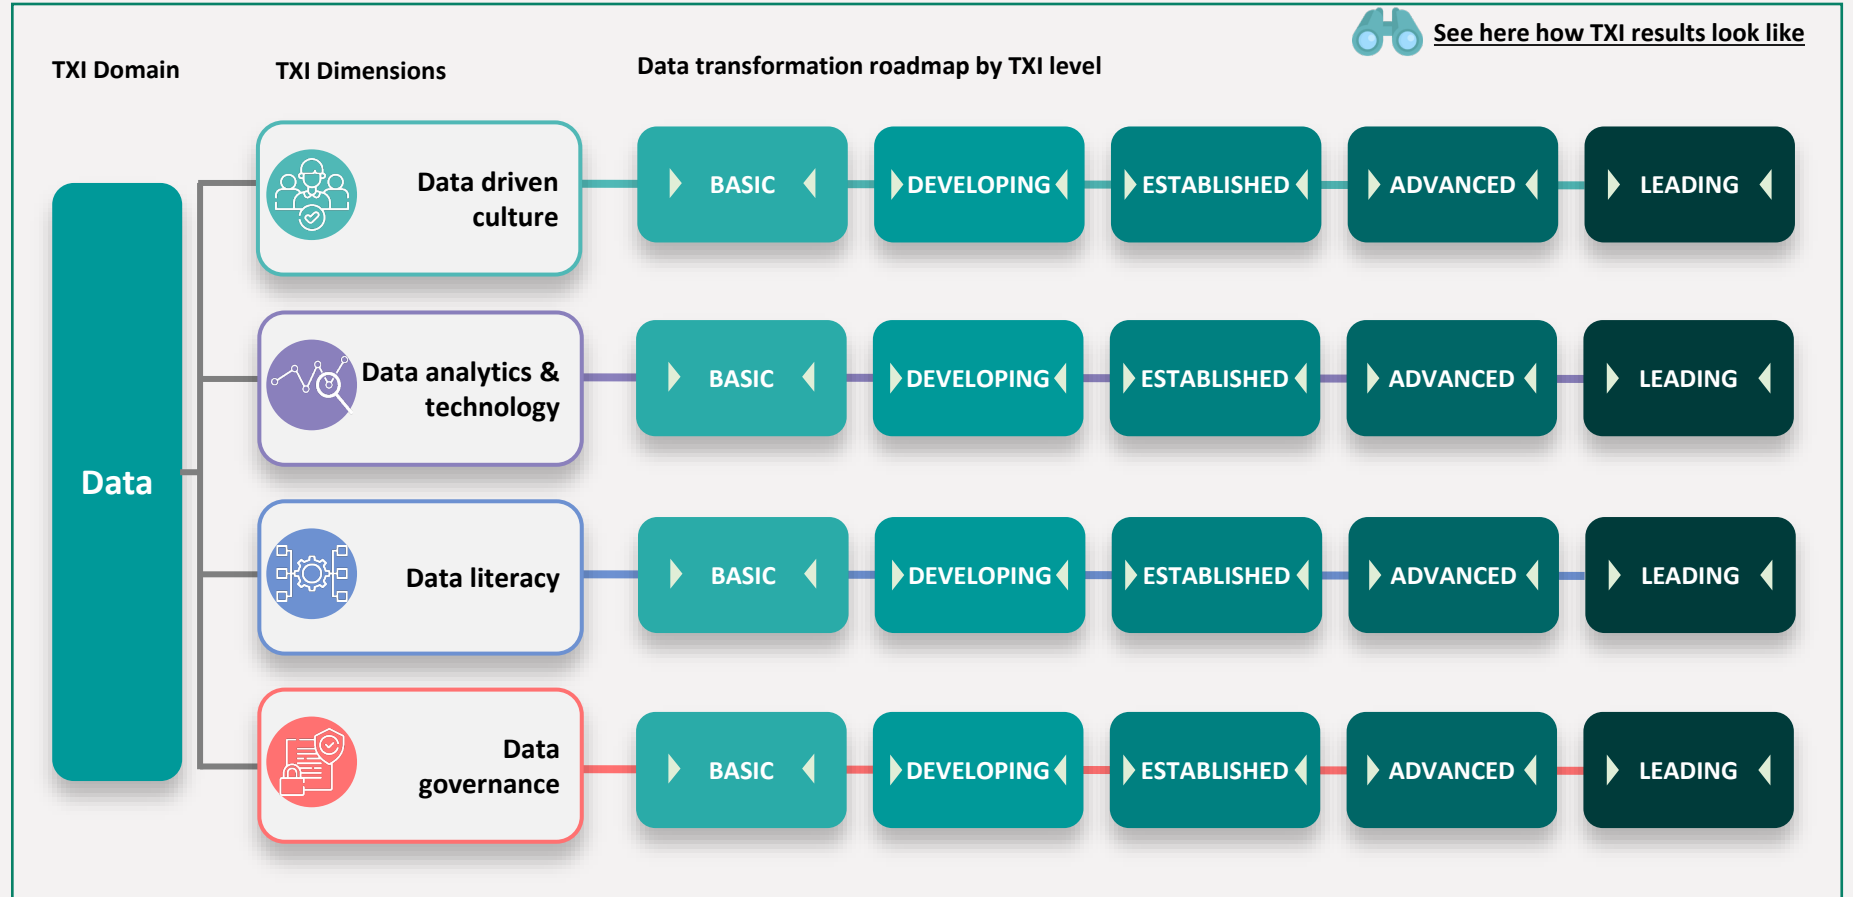 See here how TXI results look like
TXI Domain
TXI Dimensions
Data transformation roadmap by TXI level
Data
Data driven
culture
BASIC
DEVELOPING
ESTABLISHED
ADVANCED
LEADING
Data analytics &
technology
BASIC
DEVELOPING
ESTABLISHED
ADVANCED
LEADING
Data literacy
BASIC
DEVELOPING
ESTABLISHED
ADVANCED
LEADING
Data
governance
BASIC
DEVELOPING
ESTABLISHED
ADVANCED
LEADING